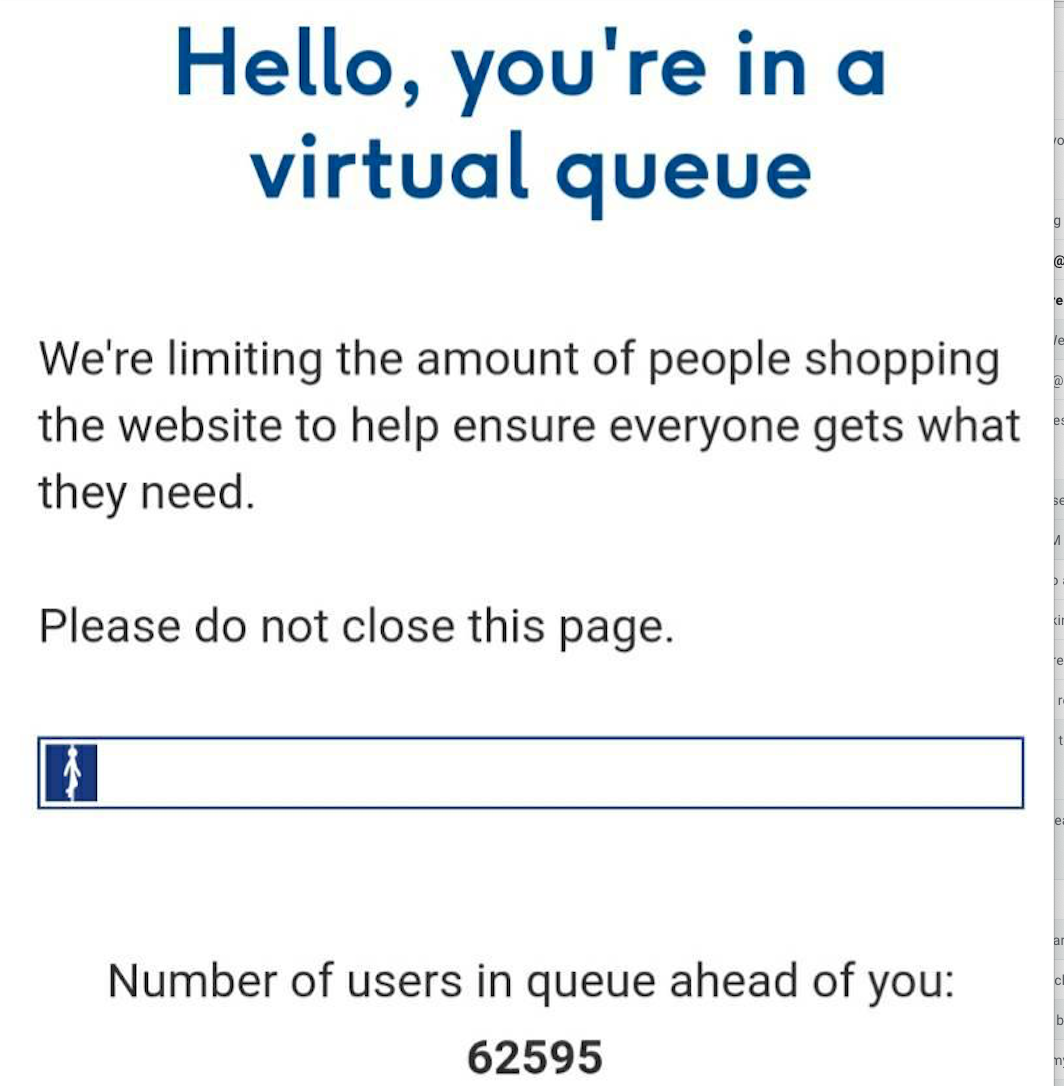 Hello, you're in a
virtual queue
We're limiting the amount of people shopping
the website to help ensure everyone gets what
they need.
Please do not close this page.
Number of users in queue ahead of you:
62595